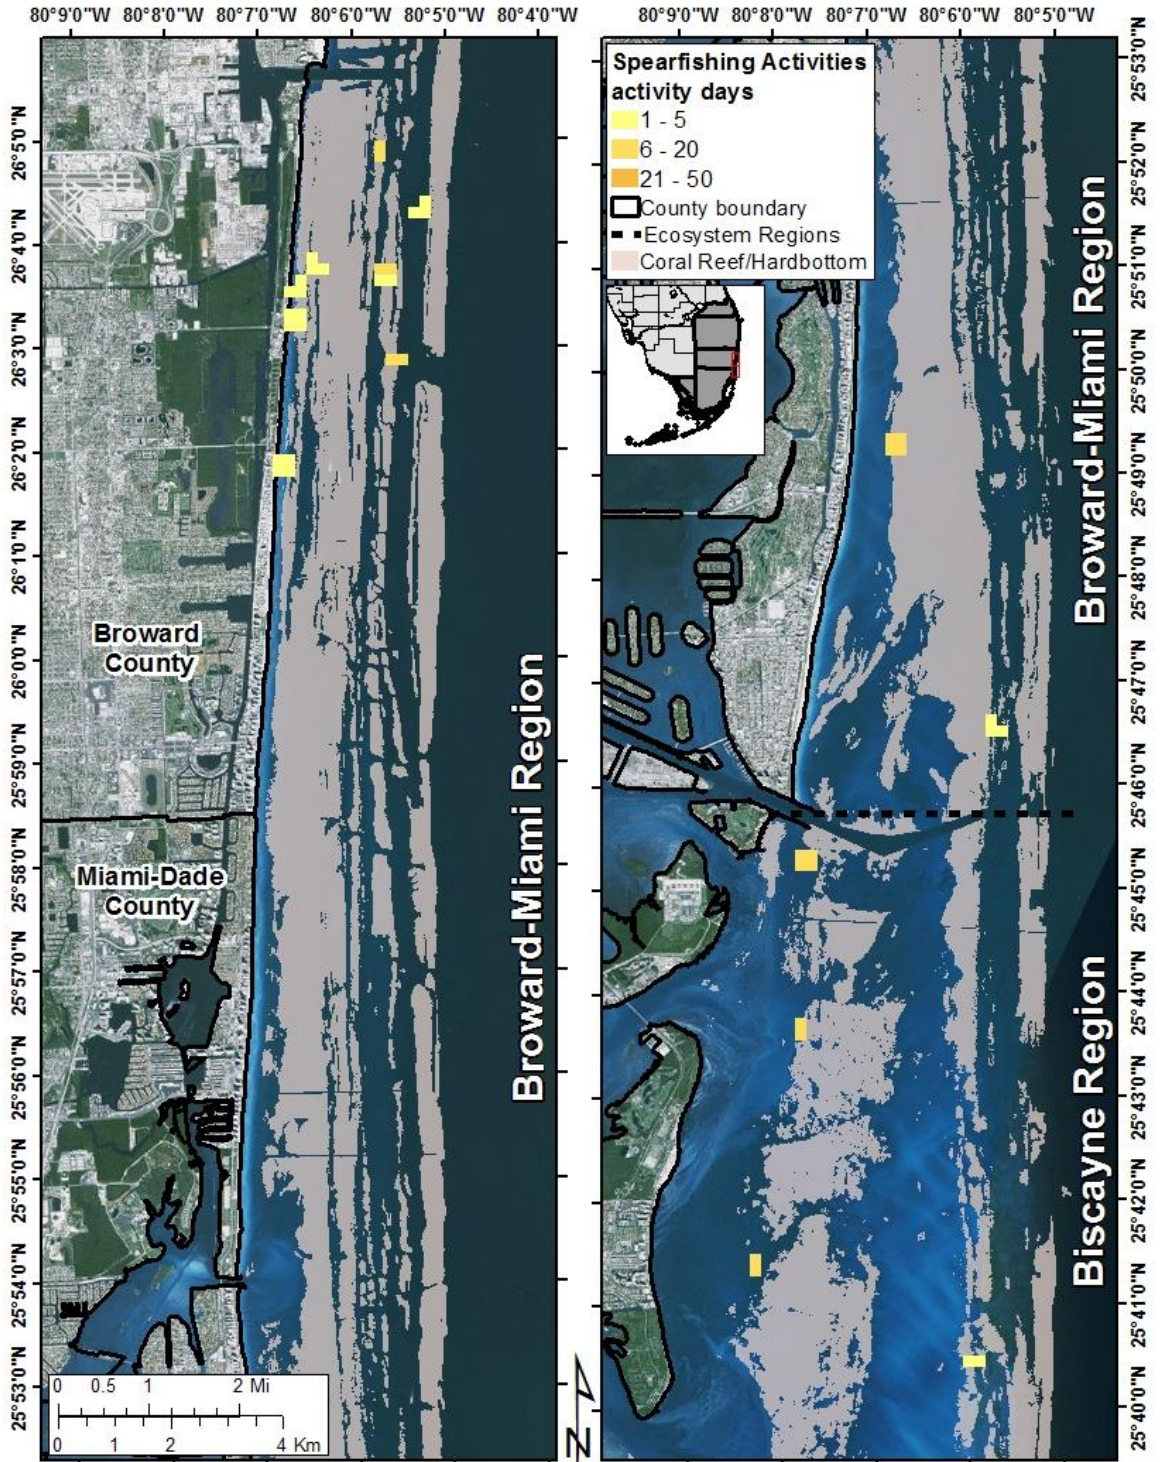 80°9'0"W 80°8'0"W 80°7'0"W 80°6'0"W 80°5'0"W 80°4'0"W
26°5'0"N
26°4'0"N
26°3'0"N
26°2'0"N
26°1'0"N
26°0'0"N
25°59'0"N
25°58'0"N
25°57'0"N
25°56'0"N
25°55'0"N
25°54'0"N
25°53'0"N
Broward
County
Miami-Dade
County
Broward-Miami Region
0 0.5 1 2 Mi
0 1 2 4 Km
N
80°9'0"W 80°8'0"W 80°7'0"W 80°6'0"W 80°5'0"W
Spearfishing Activities
activity days
1 - 5
6 - 20
21 - 50
County boundary
Ecosystem Regions
Coral Reef/Hardbottom
Broward-Miami Region
Biscayne Region
25°53'0"N
25°52'0"N
25°51'0"N
25°50'0"N
25°49'0"N
25°48'0"N
25°47'0"N
25°46'0"N
25°45'0"N
25°44'0"N
25°43'0"N
25°42'0"N
25°41'0"N
25°40'0"N